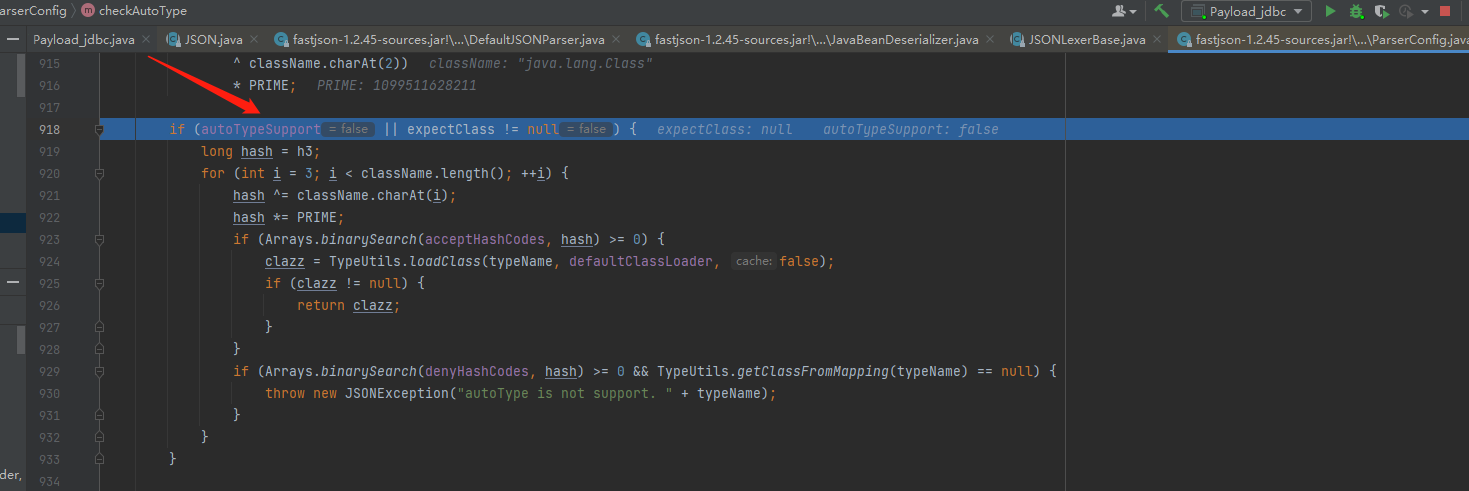 arserConfig › checkAutoType
Payload_jdbc
Payload_jdbc.java × JSON.java × fastjson-1.2.45-sources.jar!\...\DefaultJSONParser.java × fastjson-1.2.45-sources.jar!\...\JavaBeanDeserializer.java × JSONLexerBase.java × fastjson-1.2.45-sources.jar!\...\ParserConfig.java
915 ^ className.charAt(2)) className: "java.lang.Class"
916 * PRIME; PRIME: 1099511628211
917
918 if (autoTypeSupport = false || expectClass != null = false ) { expectClass: null autoTypeSupport: false
919 long hash = h3;
920 for (int i = 3; i < className.length(); ++i) {
921 hash ^= className.charAt(i);
922 hash *= PRIME;
923 if (Arrays.binarySearch(acceptHashCodes, hash) >= 0) {
924 clazz = TypeUtils.loadClass(typeName, defaultClassLoader, cache: false);
925 if (clazz != null) {
926 return clazz;
927 }
928 }
929 if (Arrays.binarySearch(denyHashCodes, hash) >= 0 && TypeUtils.getClassFromMapping(typeName) == null) {
930 throw new JSONException("autoType is not support. " + typeName);
931 }
932 }
933 }
der,
934